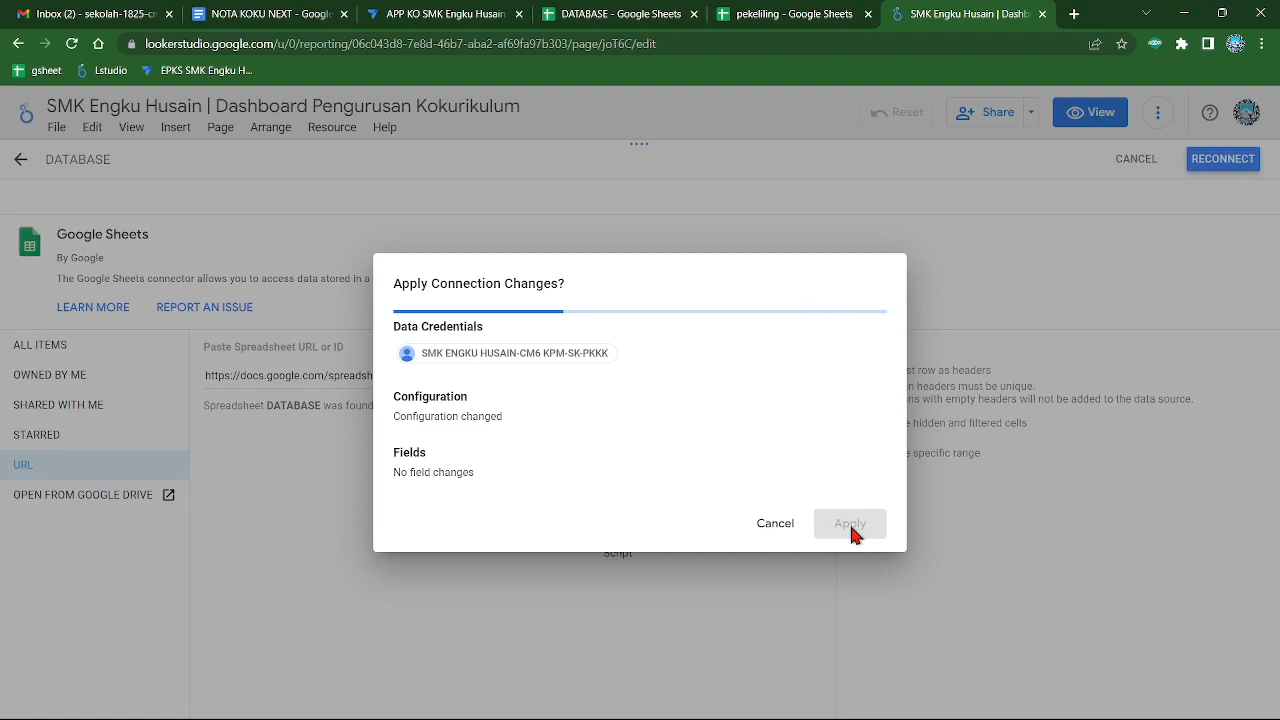 Inbox (2) - sekolah-1825-cm
NOTA KOKU NEXT - Google
APP KO SMK Engku Husain
DATABASE - Google Sheets
pekeliling - Google Sheets
SMK Engku Husain | Dashb
lookerstudio.google.com/u/0/reporting/06c043d8-7e8d-46b7-aba2-af69fa97b303/page/joT6C/edit
gsheet
Lstudio
EPKS SMK Engku H...
SMK Engku Husain | Dashboard Pengurusan Kokurikulum
File Edit View Insert Page Arrange Resource Help
Reset
Share
View
DATABASE
CANCEL
RECONNECT
Google Sheets
By Google
The Google Sheets connector allows you to access data stored in a
LEARN MORE
REPORT AN ISSUE
ALL ITEMS
OWNED BY ME
SHARED WITH ME
STARRED
URL
OPEN FROM GOOGLE DRIVE
Paste Spreadsheet URL or ID
https://docs.google.com/spreadsh
Spreadsheet DATABASE was found
Apply Connection Changes?
Data Credentials
SMK ENGKU HUSAIN-CM6 KPM-SK-PKKK
Configuration
Configuration changed
Fields
No field changes
Cancel
Apply
Script
st row as headers
n headers must be unique.
ns with empty headers will not be added to the data source.
e hidden and filtered cells
e specific range